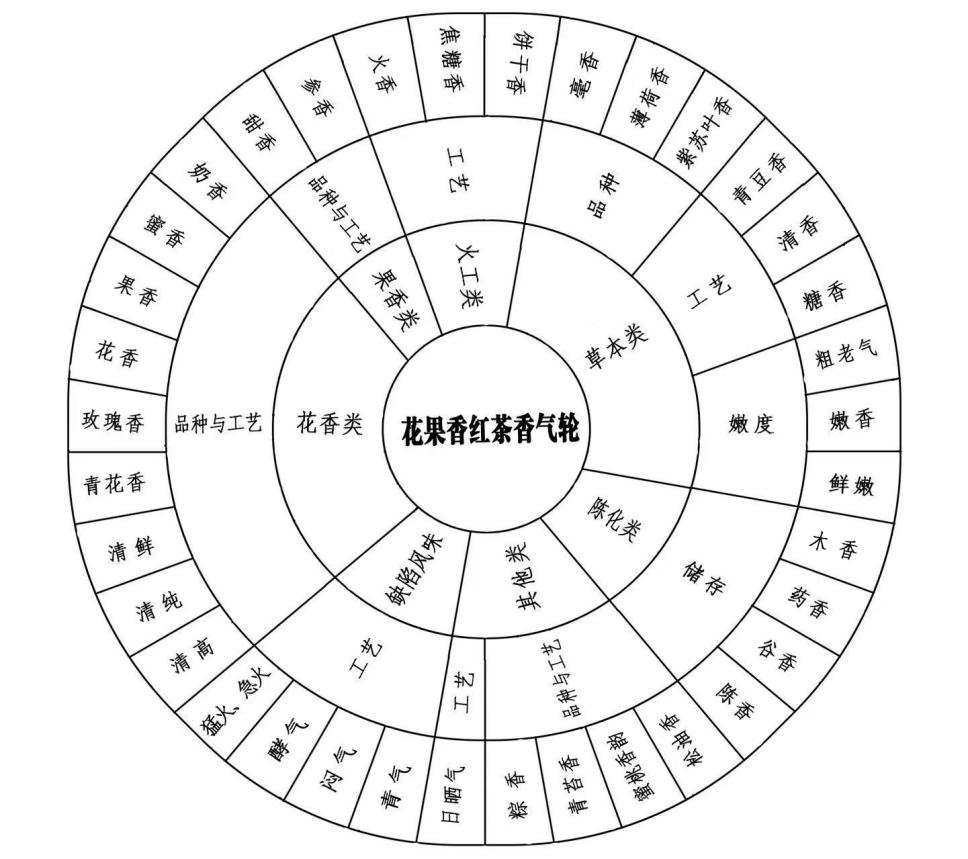 花果香红茶香气轮
火工类
草本类
陈化类
其他类
缺陷风味
花香类
果香类
工艺
品种
工艺
嫩度
储存
品种与工艺
工艺
工艺
品种与工艺
品种与工艺
饼干香
毫香
薄荷香
紫苏叶香
青豆香
清香
糖香
粗老气
嫩香
鲜嫩
木香
药香
谷香
陈香
松油香
蜜桃香韵
青苔香
粽香
日晒气
青气
闷气
酵气
猛火、急火
清高
清纯
清鲜
青花香
玫瑰香
花香
果香
蜜香
奶香
甜香
参香
火香
焦糖香